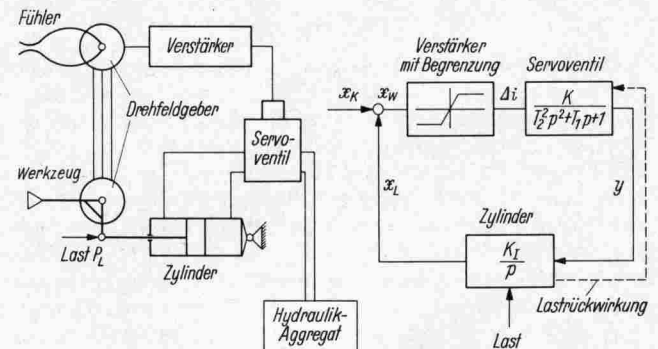 Fühler
Verstärker
Drehfeldgeber
Servo-
ventil
Werkzeug
Last P_L
Zylinder
Hydraulik-
Aggregat
Verstärker
mit Begrenzung
Servoventil
x_K
x_W
Δi
K
T_2^2p^2+T_1p+1
x_L
y
Zylinder
K_I
p
Lastrückwirkung
Last